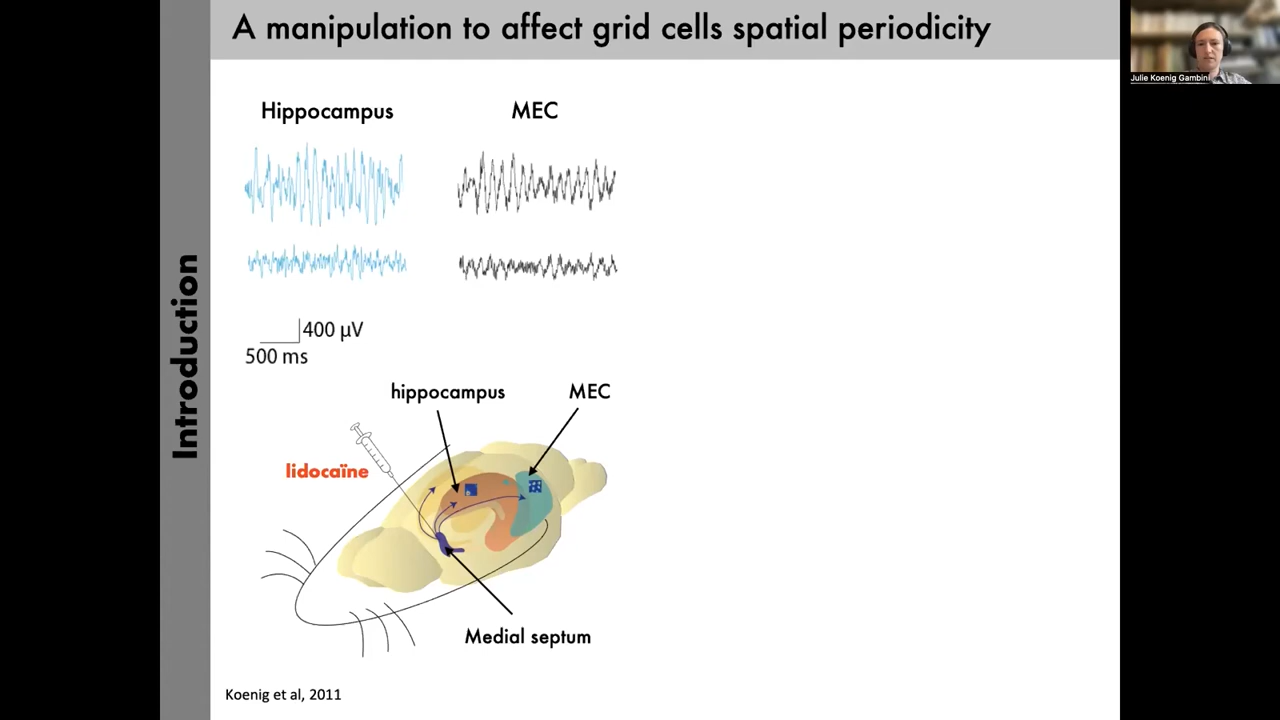 A manipulation to affect grid cells spatial periodicity
Julie Koenig Gambini
Introduction
Hippocampus
MEC
400 µV
500 ms
hippocampus
MEC
lidocaïne
Medial septum
Koenig et al, 2011